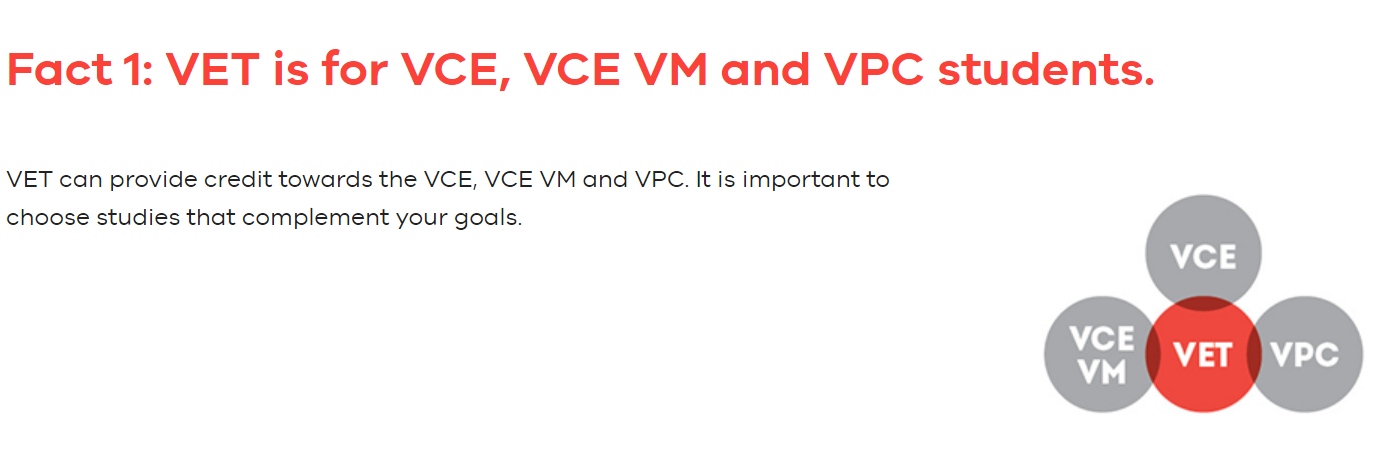 Fact 1: VET is for VCE, VCE VM and VPC students.
VET can provide credit towards the VCE, VCE VM and VPC. It is important to
choose studies that complement your goals.
VCE
VCE
VM
VET
VPC